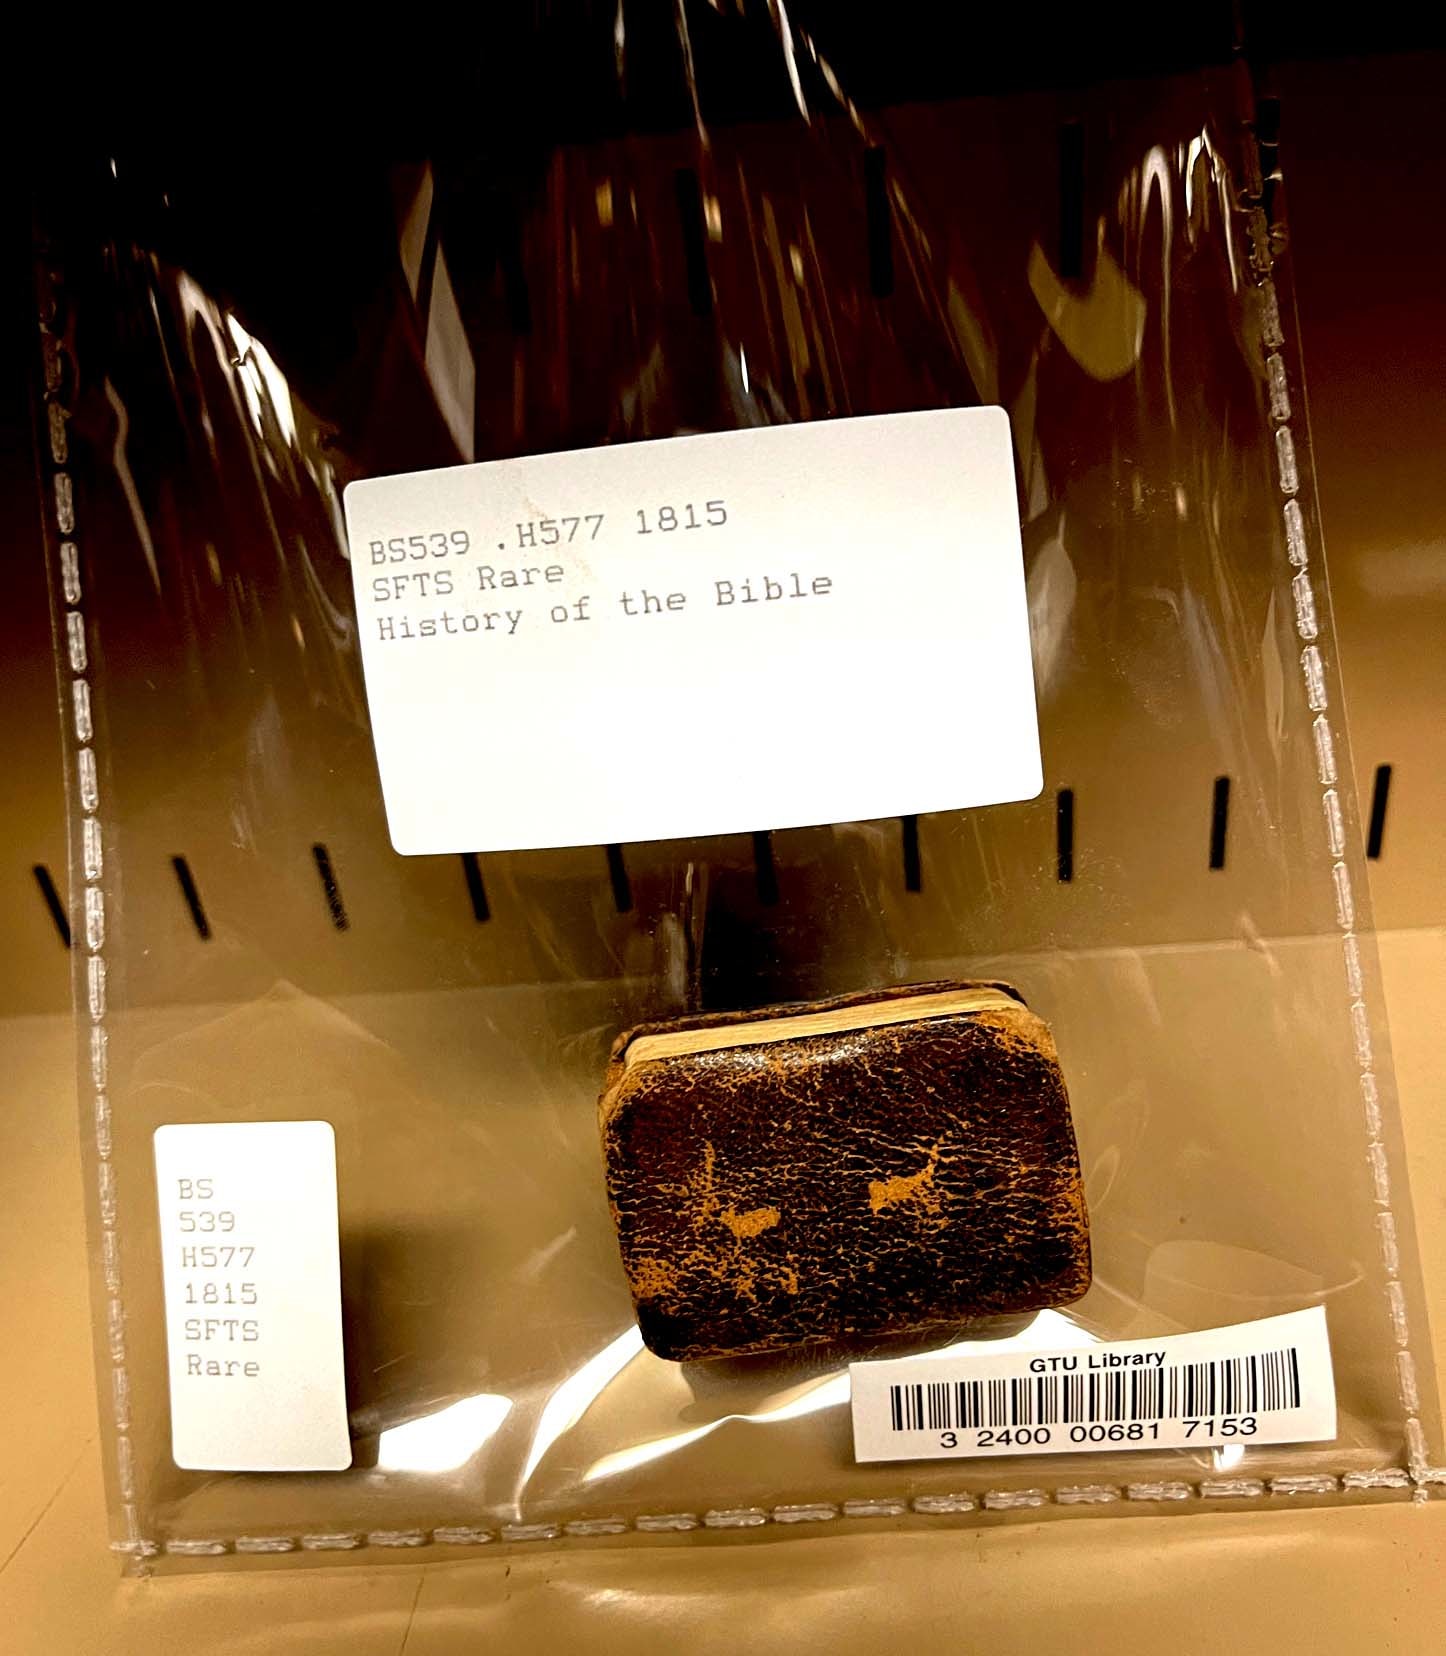 BS539 .H577 1815
SFTS Rare
History of the Bible
BS
539
H577
1815
SFTS
Rare
GTU Library
3 2400 00681 7153